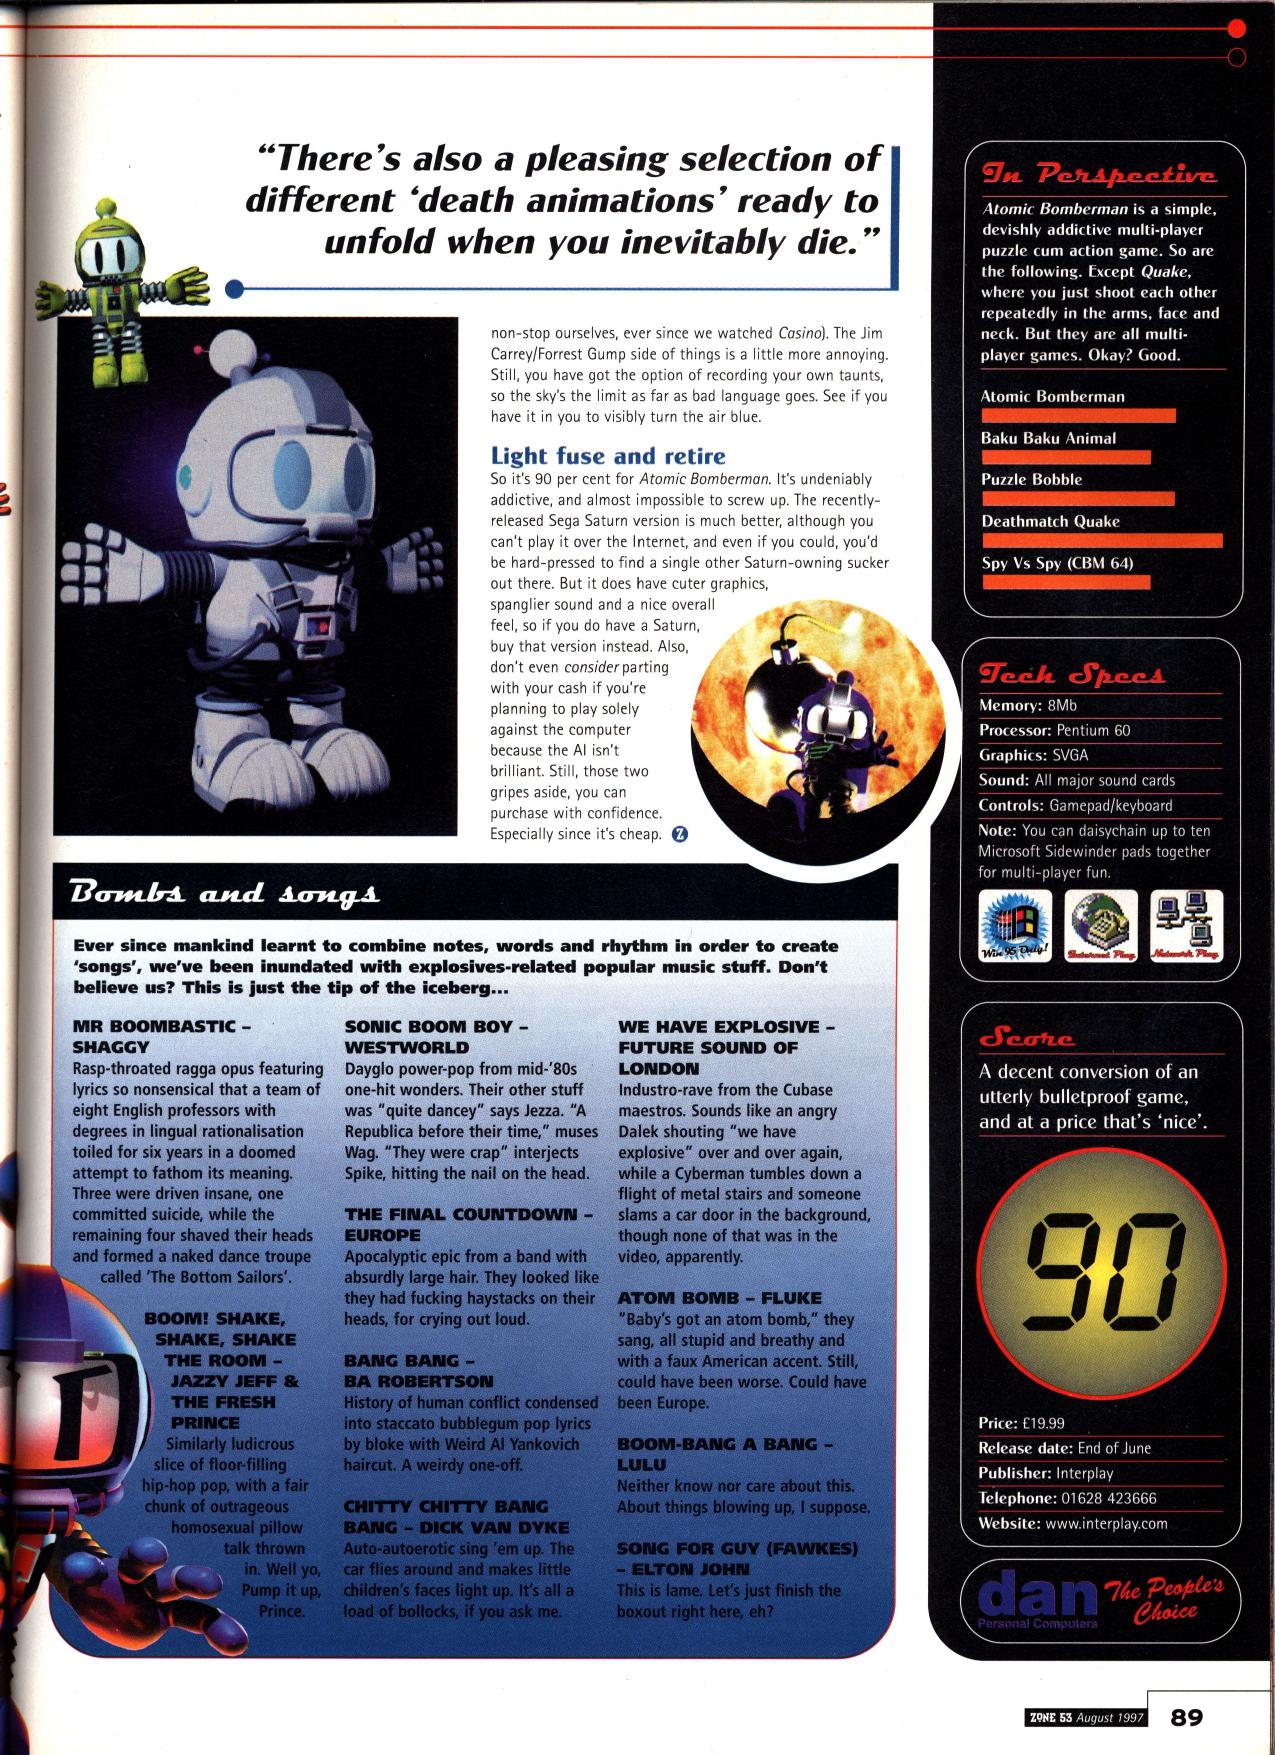 “There’s also a pleasing selection of
different ‘death animations’ ready to
unfold when you inevitably die.”
non-stop ourselves, ever since we watched Casino). The Jim
Carrey/Forrest Gump side of things is a little more annoying.
Still, you have got the option of recording your own taunts,
so the sky's the limit as far as bad language goes. See if you
have it in you to visibly turn the air blue.
Light fuse and retire
So it's 90 per cent for Atomic Bomberman. It's undeniably
addictive, and almost impossible to screw up. The recently-
released Sega Saturn version is much better, although you
can't play it over the Internet, and even if you could, you'd
be hard-pressed to find a single other Saturn-owning sucker
out there. But it does have cuter graphics,
spanglier sound and a nice overall
feel, so if you do have a Saturn,
buy that version instead. Also,
don't even consider parting
with your cash if you're
planning to play solely
against the computer
because the AI isn't
brilliant. Still, those two
gripes aside, you can
purchase with confidence.
Especially since it's cheap. Z
Bombs and songs
Ever since mankind learnt to combine notes, words and rhythm in order to create
‘songs’, we’ve been inundated with explosives-related popular music stuff. Don’t
believe us? This is just the tip of the iceberg...
MR BOOMBASTIC –
SHAGGY
Rasp-throated ragga opus featuring
lyrics so nonsensical that a team of
eight English professors with
degrees in lingual rationalisation
toiled for six years in a doomed
attempt to fathom its meaning.
Three were driven insane, one
committed suicide, while the
remaining four shaved their heads
and formed a naked dance troupe
called ‘The Bottom Sailors’.
BOOM! SHAKE,
SHAKE, SHAKE
THE ROOM –
JAZZY JEFF &
THE FRESH
PRINCE
Similarly ludicrous
slice of floor-filling
hip-hop pop, with a fair
chunk of outrageous
homosexual pillow
talk thrown
in. Well yo,
Pump it up,
Prince.
SONIC BOOM BOY –
WESTWORLD
Dayglo power-pop from mid-’80s
one-hit wonders. Their other stuff
was “quite dancey” says Jezza. “A
Republica before their time,” muses
Wag. “They were crap” interjects
Spike, hitting the nail on the head.
THE FINAL COUNTDOWN –
EUROPE
Apocalyptic epic from a band with
absurdly large hair. They looked like
they had fucking haystacks on their
heads, for crying out loud.
BANG BANG –
BA ROBERTSON
History of human conflict condensed
into staccato bubblegum pop lyrics
by bloke with Weird Al Yankovich
haircut. A weirdy one-off.
CHITTY CHITTY BANG
BANG – DICK VAN DYKE
Auto-autoerotic sing ’em up. The
car flies around and makes little
children’s faces light up. It’s all a
load of bollocks, if you ask me.
WE HAVE EXPLOSIVE –
FUTURE SOUND OF
LONDON
Industro-rave from the Cubase
maestros. Sounds like an angry
Dalek shouting “we have
explosive” over and over again,
while a Cyberman tumbles down a
flight of metal stairs and someone
slams a car door in the background,
though none of that was in the
video, apparently.
ATOM BOMB – FLUKE
“Baby’s got an atom bomb,” they
sang, all stupid and breathy and
with a faux American accent. Still,
could have been worse. Could have
been Europe.
BOOM-BANG A BANG –
LULU
Neither know nor care about this.
About things blowing up, I suppose.
SONG FOR GUY (FAWKES)
– ELTON JOHN
This is lame. Let’s just finish the
boxout right here, eh?
In Perspective
Atomic Bomberman is a simple,
devishly addictive multi-player
puzzle cum action game. So are
the following. Except Quake,
where you just shoot each other
repeatedly in the arms, face and
neck. But they are all multi-
player games. Okay? Good.
Atomic Bomberman
Baku Baku Animal
Puzzle Bobble
Deathmatch Quake
Spy Vs Spy (CBM 64)
Tech Specs
Memory: 8Mb
Processor: Pentium 60
Graphics: SVGA
Sound: All major sound cards
Controls: Gamepad/keyboard
Note: You can daisychain up to ten
Microsoft Sidewinder pads together
for multi-player fun.
Win 95 Only!
Internet Play
Network Play
Score
A decent conversion of an
utterly bulletproof game,
and at a price that’s ‘nice’.
90
Price: £19.99
Release date: End of June
Publisher: Interplay
Telephone: 01628 423666
Website: www.interplay.com
dan
Personal Computers
The People's
Choice
ZONE 53 August 1997
89